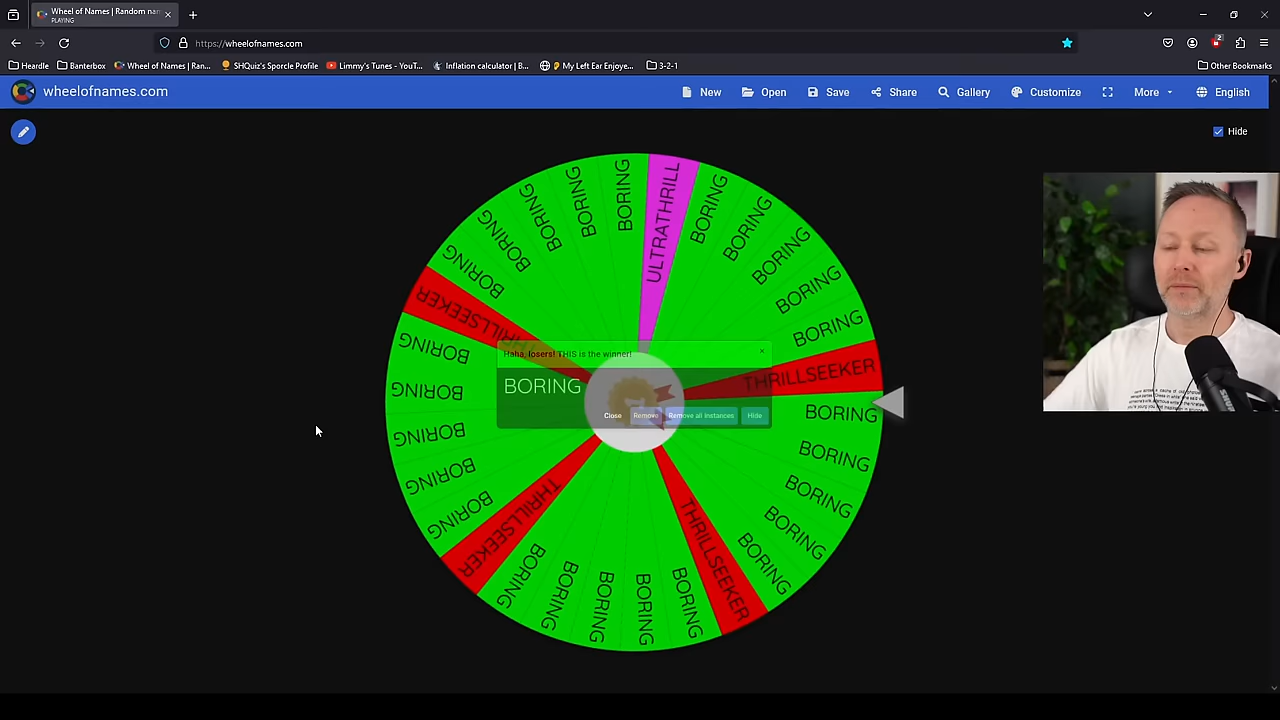 Wheel of Names | Random nam
PLAYING
https://wheelofnames.com
2
Heardle
Banterbox
Wheel of Names | Ran...
SHQuiz's Sporcle Profile
Limmy's Tunes - YouT...
Inflation calculator | B...
My Left Ear Enjoye...
3-2-1
Other Bookmarks
wheelofnames.com
New
Open
Save
Share
Gallery
Customize
More
English
Hide
ULTRATHRILL
BORING
BORING
BORING
BORING
BORING
THRILLSEEKER
BORING
BORING
BORING
BORING
BORING
THRILLSEEKER
BORING
BORING
BORING
BORING
BORING
THRILLSEEKER
BORING
BORING
BORING
BORING
BORING
THRILLSEEKER
BORING
BORING
BORING
BORING
BORING
Haha, losers! THIS is the winner!
BORING
Close
Remove
Remove all instances
Hide